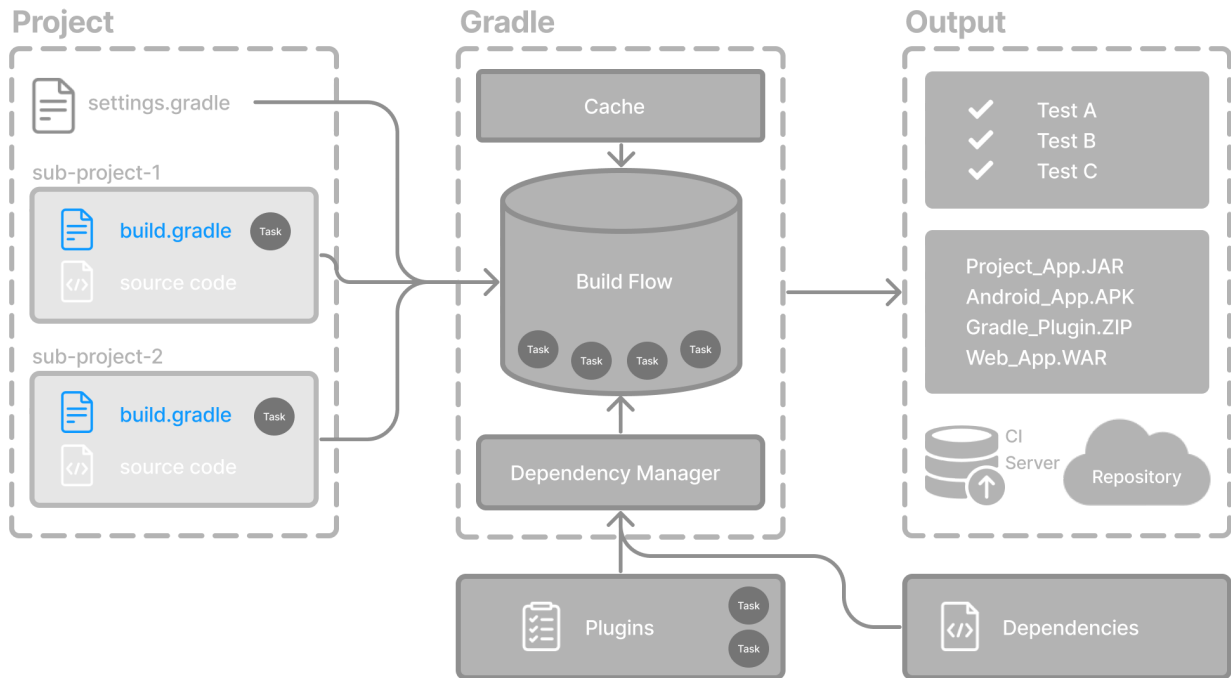 Project
settings.gradle
sub-project-1
build.gradle
Task
source code
sub-project-2
build.gradle
Task
source code
Gradle
Cache
Build Flow
Task
Task
Task
Task
Dependency Manager
Plugins
Task
Task
Output
Test A
Test B
Test C
Project_App.JAR
Android_App.APK
Gradle_Plugin.ZIP
Web_App.WAR
CI
Server
Repository
Dependencies